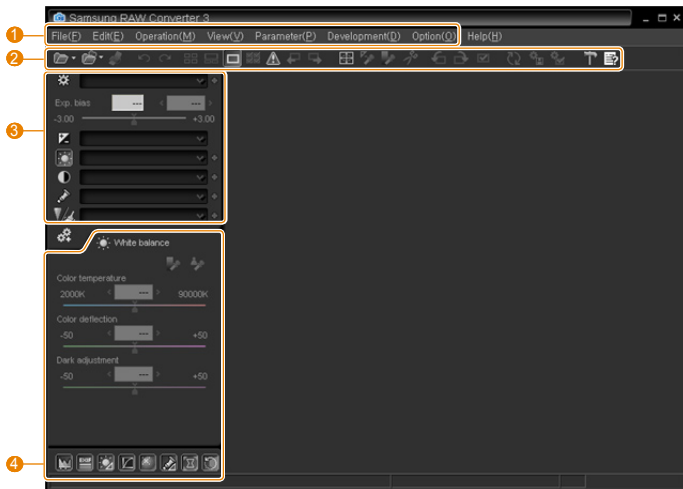 Samsung RAW Converter 3
1 File(F) Edit(E) Operation(M) View(V) Parameter(P) Development(D) Option(O) Help(H)
2
3
Exp. bias --- ---
-3.00 +3.00
White balance
Color temperature
2000K --- 90000K
Color deflection
-50 --- +50
Dark adjustment
-50 --- +50
4